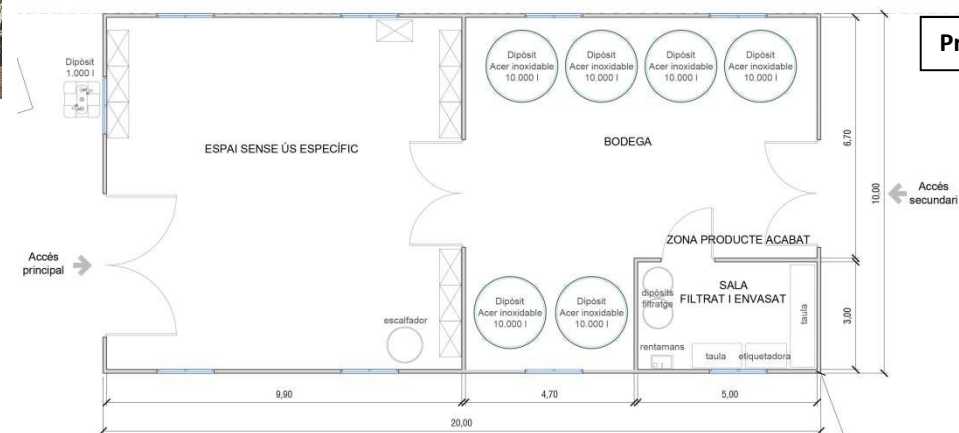 Pr
Dipòsit
1.000 l
Dipòsit
Acer inoxidable
10.000 l
Dipòsit
Acer inoxidable
10.000 l
Dipòsit
Acer inoxidable
10.000 l
Dipòsit
Acer inoxidable
10.000 l
ESPAI SENSE ÚS ESPECÍFIC
BODEGA
6,70
10,00
Accés
secundari
ZONA PRODUCTE ACABAT
Accés
principal
SALA
FILTRAT I ENVASAT
dipòsits
filtratge
taula
3,00
Dipòsit
Acer inoxidable
10.000 l
Dipòsit
Acer inoxidable
10.000 l
escalfador
rentamans
taula
etiquetadora
9,90
4,70
5,00
20,00